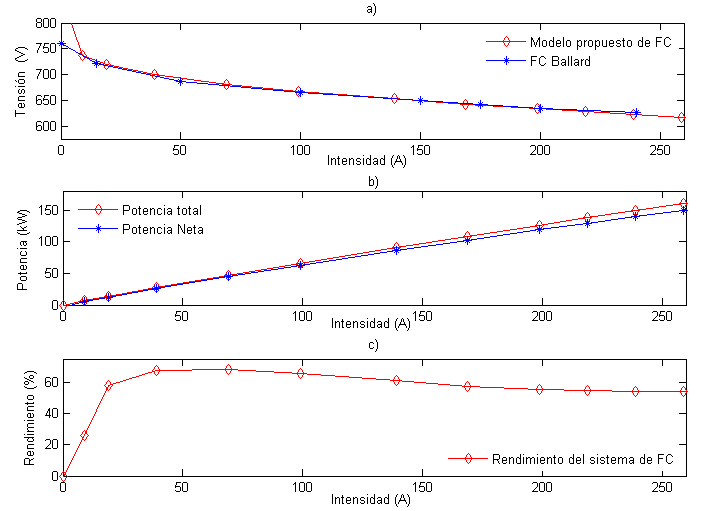 a)
800
750
700
650
600
Tensión (V)
Modelo propuesto de FC
FC Ballard
0
50
100
150
200
250
Intensidad (A)
b)
150
100
50
0
Potencia (kW)
Potencia total
Potencia Neta
0
50
100
150
200
250
Intensidad (A)
c)
60
40
20
0
Rendimiento (%)
Rendimiento del sistema de FC
0
50
100
150
200
250
Intensidad (A)